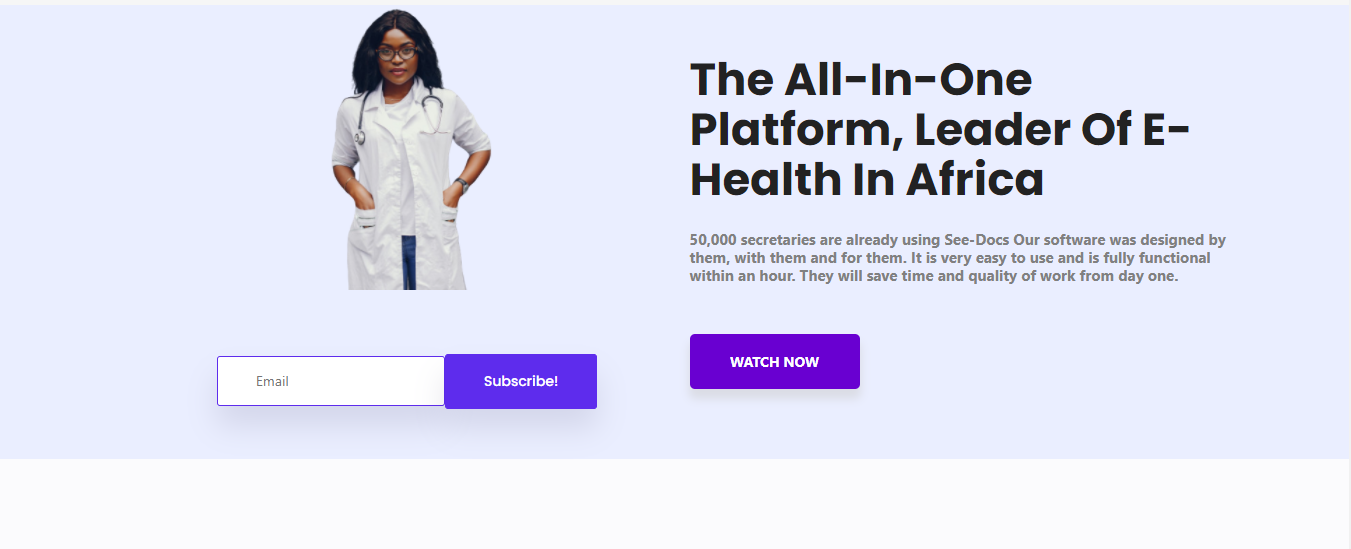 The All-In-One
Platform, Leader Of E-
Health In Africa
50,000 secretaries are already using See-Docs Our software was designed by
them, with them and for them. It is very easy to use and is fully functional
within an hour. They will save time and quality of work from day one.
WATCH NOW
Email
Subscribe!